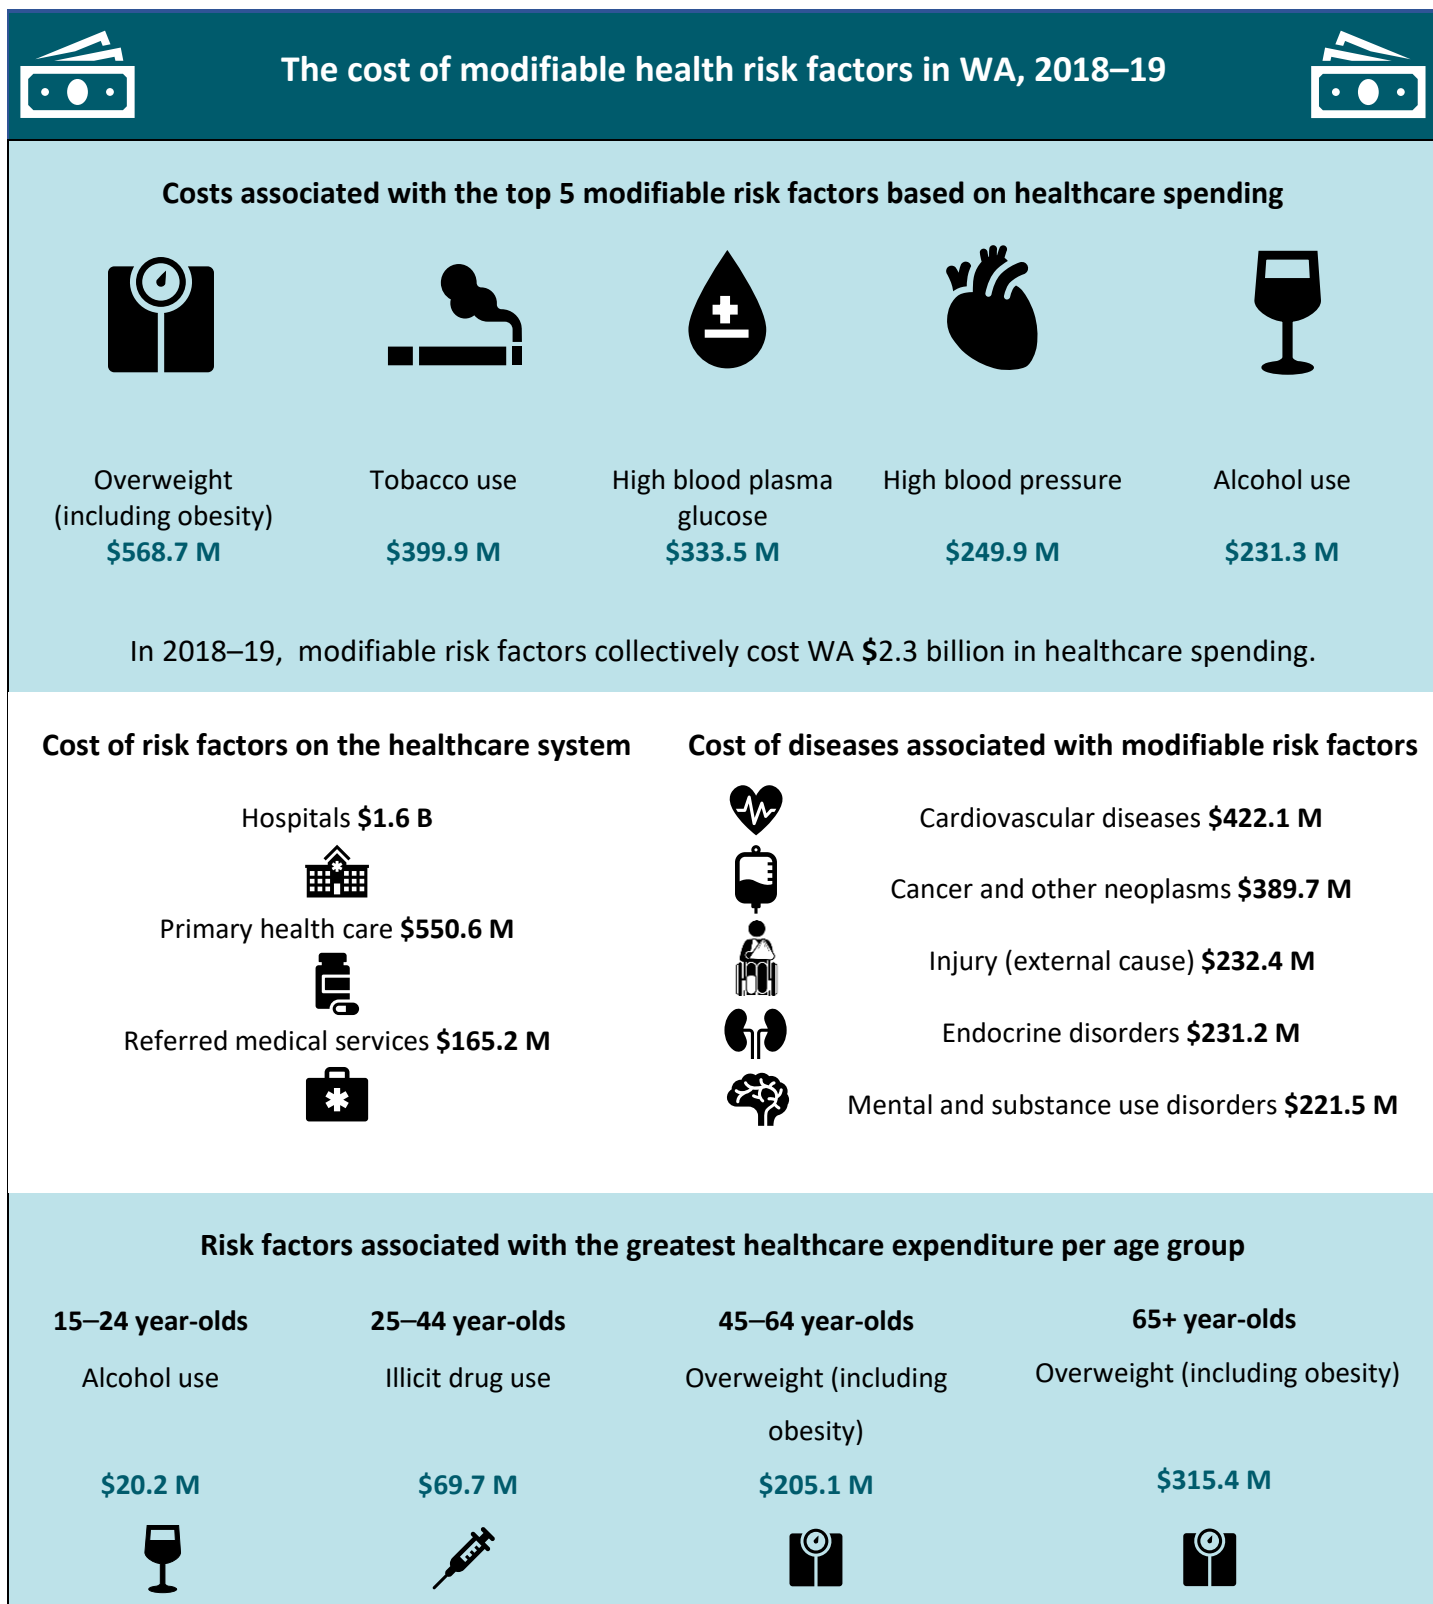 The cost of modifiable health risk factors in WA, 2018–19
Costs associated with the top 5 modifiable risk factors based on healthcare spending
Overweight
(including obesity)
$568.7 M
Tobacco use
$399.9 M
High blood plasma
glucose
$333.5 M
High blood pressure
$249.9 M
Alcohol use
$231.3 M
In 2018–19, modifiable risk factors collectively cost WA $2.3 billion in healthcare spending.
Cost of risk factors on the healthcare system
Hospitals $1.6 B
Primary health care $550.6 M
Referred medical services $165.2 M
Cost of diseases associated with modifiable risk factors
Cardiovascular diseases $422.1 M
Cancer and other neoplasms $389.7 M
Injury (external cause) $232.4 M
Endocrine disorders $231.2 M
Mental and substance use disorders $221.5 M
Risk factors associated with the greatest healthcare expenditure per age group
15–24 year-olds
Alcohol use
$20.2 M
25–44 year-olds
Illicit drug use
$69.7 M
45–64 year-olds
Overweight (including
obesity)
$205.1 M
65+ year-olds
Overweight (including obesity)
$315.4 M